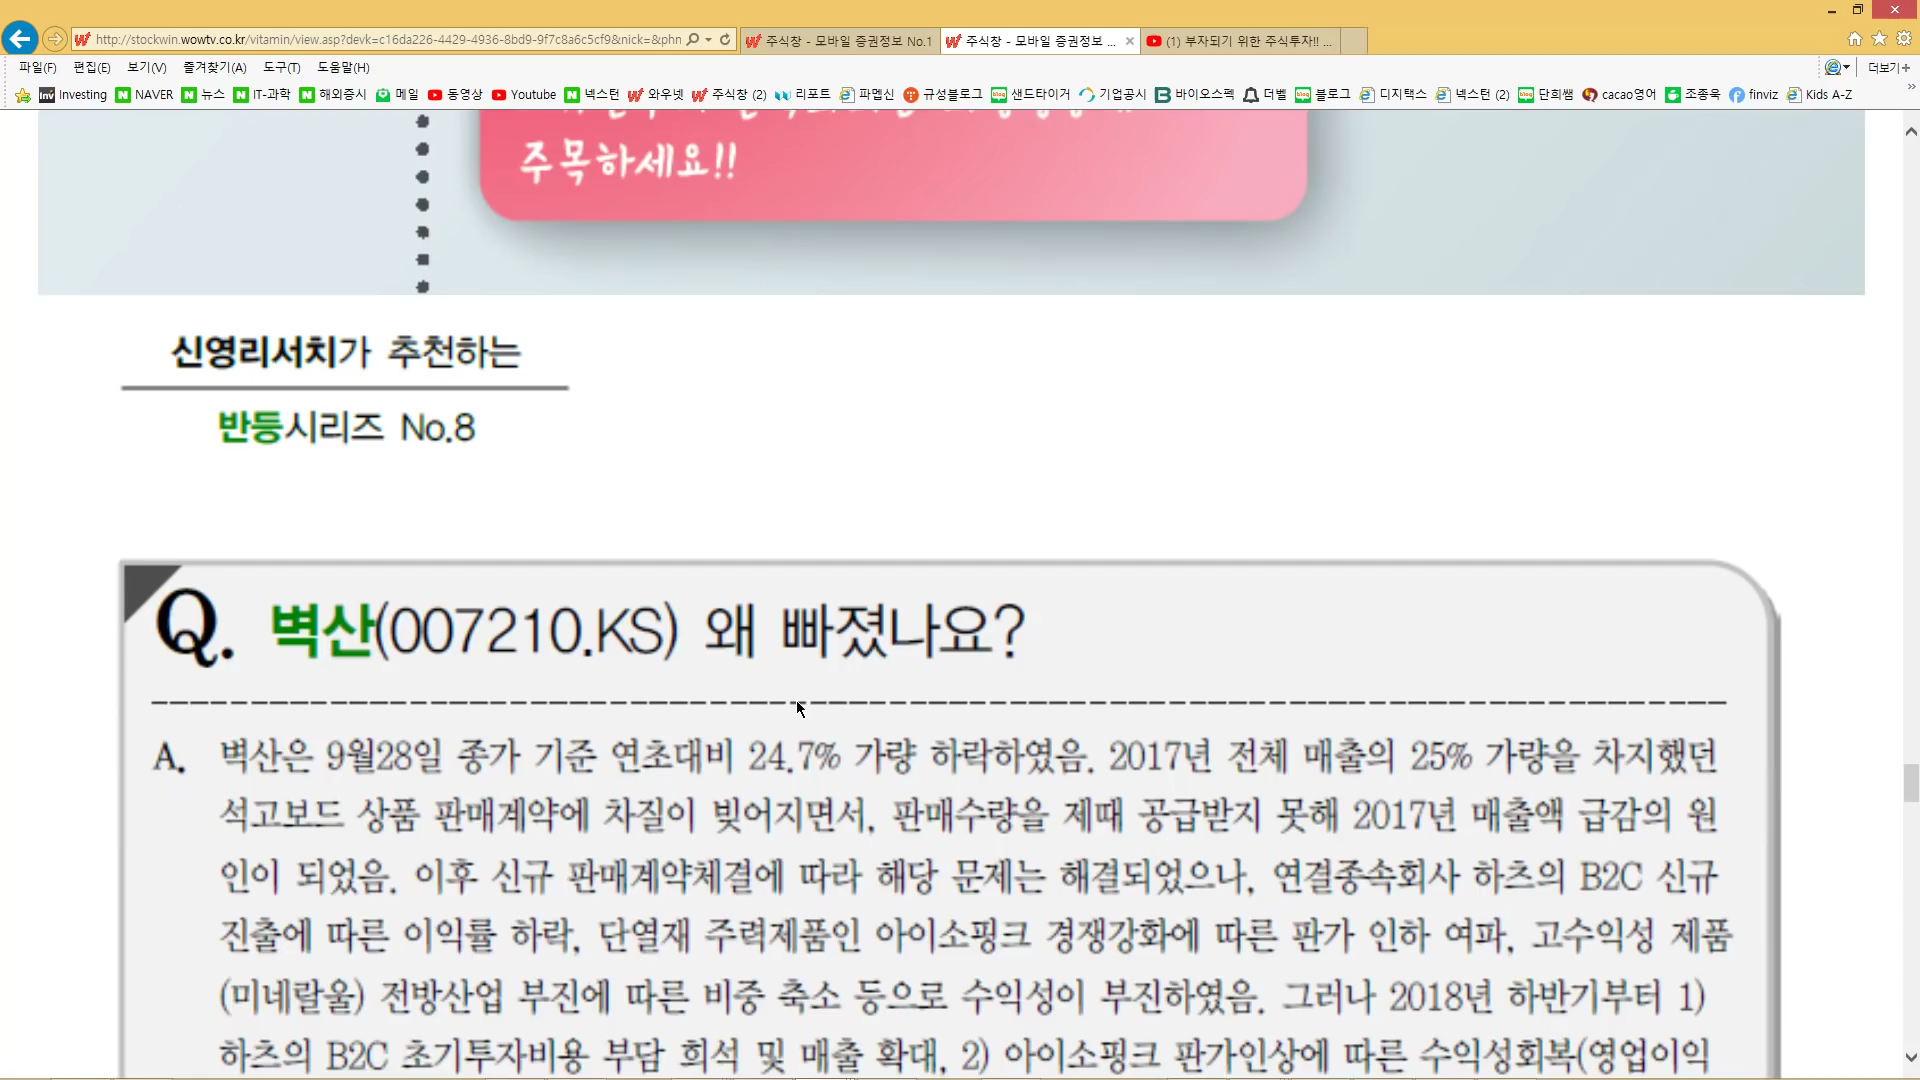 http://stockwin.wowtv.co.kr/vitamin/view.asp?devk=c16da226-4429-4936-8bd9-9f7c8a6c5cf9&nick=&phn
주식창 - 모바일 증권정보 No.1
주식창 - 모바일 증권정보 ...
(1) 부자되기 위한 주식투자!! ...
파일(F) 편집(E) 보기(V) 즐겨찾기(A) 도구(T) 도움말(H)
더보기
Investing NAVER 뉴스 IT-과학 해외증시 메일 동영상 Youtube 넥스턴 와우넷 주식창 (2) 리포트 파멥신 규성블로그 샌드타이거 기업공시 바이오스펙 더벨 블로그 디지택스 넥스턴 (2) 단희쌤 cacao영어 조종욱 finviz Kids A-Z
주목하세요!!
신영리서치가 추천하는
반등시리즈 No.8
Q. 벽산(007210.KS) 왜 빠졌나요?
A. 벽산은 9월28일 종가 기준 연초대비 24.7% 가량 하락하였음. 2017년 전체 매출의 25% 가량을 차지했던
석고보드 상품 판매계약에 차질이 빚어지면서, 판매수량을 제때 공급받지 못해 2017년 매출액 급감의 원
인이 되었음. 이후 신규 판매계약체결에 따라 해당 문제는 해결되었으나, 연결종속회사 하츠의 B2C 신규
진출에 따른 이익률 하락, 단열재 주력제품인 아이소핑크 경쟁강화에 따른 판가 인하 여파, 고수익성 제품
(미네랄울) 전방산업 부진에 따른 비중 축소 등으로 수익성이 부진하였음. 그러나 2018년 하반기부터 1)
하츠의 B2C 초기투자비용 부담 희석 및 매출 확대, 2) 아이소핑크 판가인상에 따른 수익성회복(영업이익